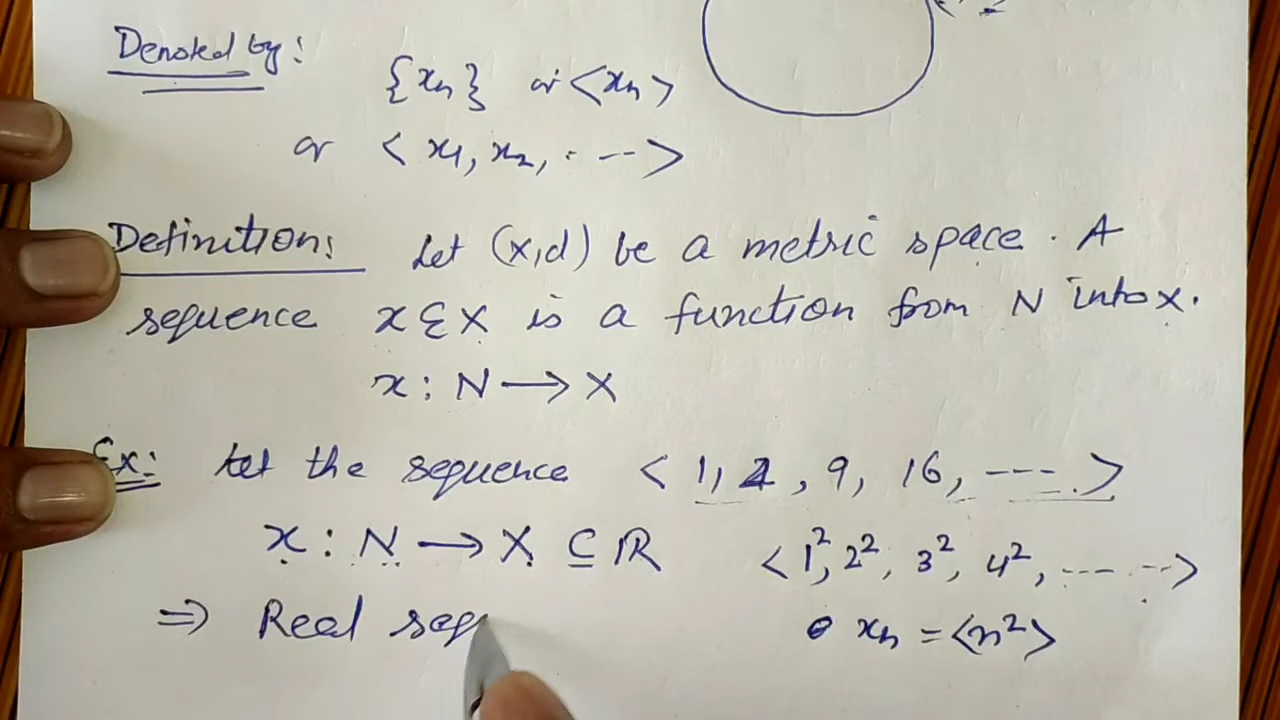 Denoted by:
{xn} or <xn>
or < x1, x2, . --->
Definition: Let (X,d) be a metric space. A
sequence x Ɛ X is a function from N into X.
x : N ⟶ X
Ex: Let the sequence < 1, 4, 9, 16, ---- >
x : N ⟶ X ⊆ ℝ < 1², 2², 3², 4², ---- -->
⇒ Real seq xn = <n²>